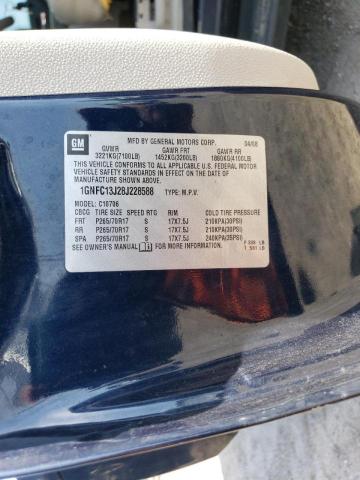 GM
MFD BY GENERAL MOTORS CORP. 04/08
GVWR GAWR FRT GAWR RR
3221KG(7100LB) 1452KG(3200LB) 1860KG(4100LB)
THIS VEHICLE CONFORMS TO ALL APPLICABLE U.S. FEDERAL MOTOR
VEHICLE SAFETY AND THEFT PREVENTION STANDARDS IN
EFFECT ON THE DATE OF MANUFACTURE SHOWN ABOVE.
1GNFC13J28J228588 TYPE: M.P.V.
MODEL: C10706
CBCG TIRE SIZE SPEED RTG RIM COLD TIRE PRESSURE
FRT P265/70R17 S 17X7.5J 210KPA(30PSI)
RR P265/70R17 S 17X7.5J 210KPA(30PSI)
SPA P265/70R17 S 17X7.5J 240KPA(35PSI)
SEE OWNER'S MANUAL FOR MORE INFORMATION.